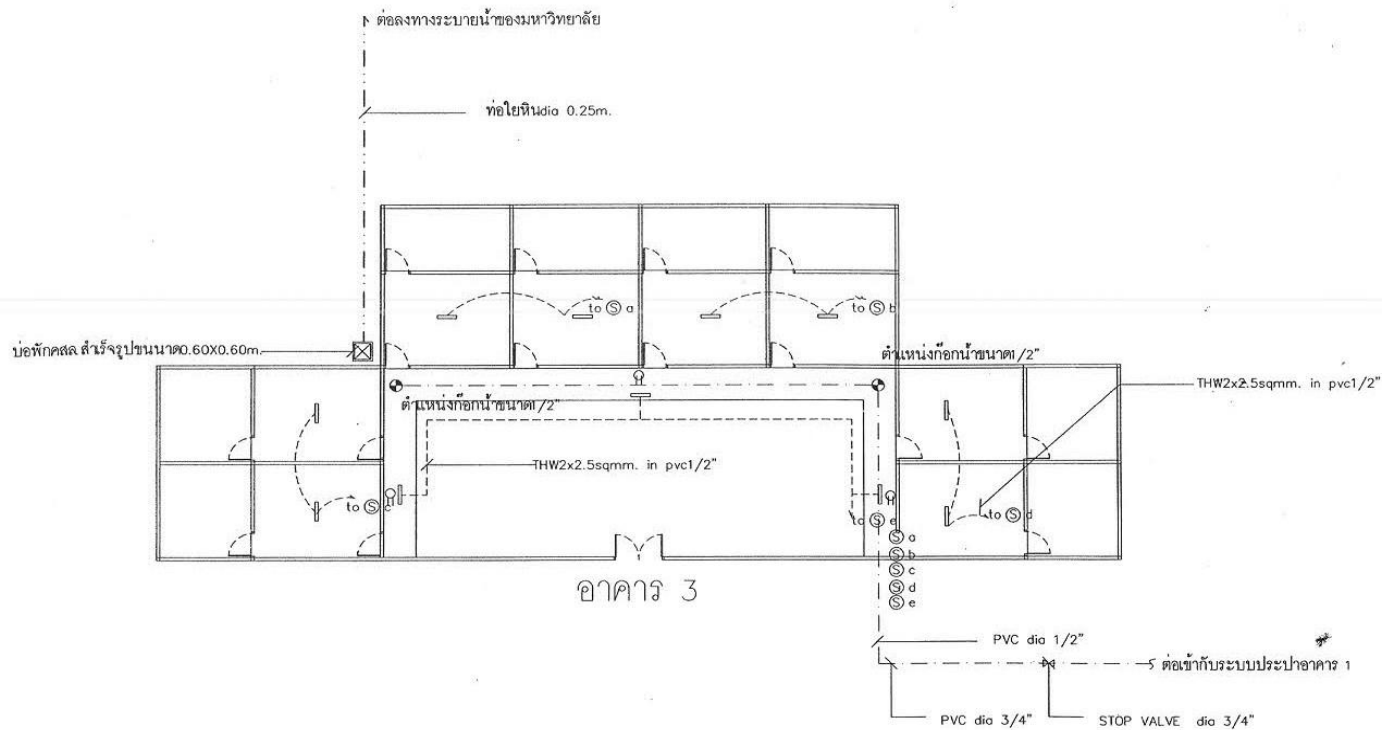 ต่อลงทางระบายน้ำของมหาวิทยาลัย
ท่อใยหินdia 0.25m.
to S a
to S b
บ่อพักคสล.สำเร็จรูปขนนาด0.60X0.60m.
ตำแหน่งก๊อกน้ำขนาด1/2"
THW2x2.5sqmm. in pvc1/2"
ตำแหน่งก๊อกน้ำขนาด1/2"
THW2x2.5sqmm. in pvc1/2"
to S c
to S e
to S d
S a
S b
S c
S d
S e
อาคาร 3
PVC dia 1/2"
ต่อเข้ากับระบบประปาอาคาร 1
PVC dia 3/4"
STOP VALVE dia 3/4"